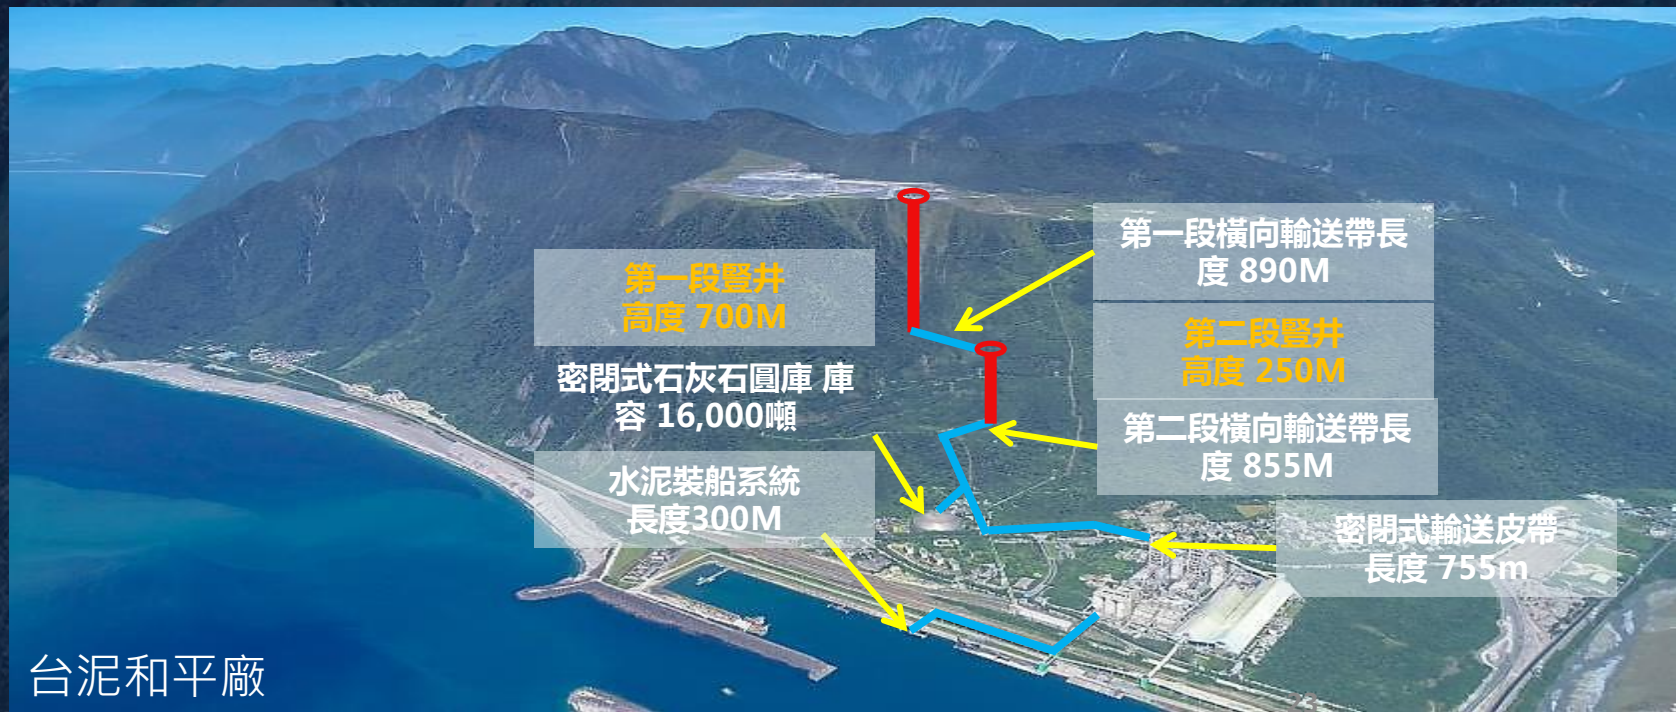 第一段橫向輸送帶長
度 890M
第一段豎井
高度 700M
第二段豎井
高度 250M
密閉式石灰石圓庫 庫
容 16,000噸
第二段橫向輸送帶長
度 855M
水泥裝船系統
長度300M
密閉式輸送皮帶
長度 755m
台泥和平廠